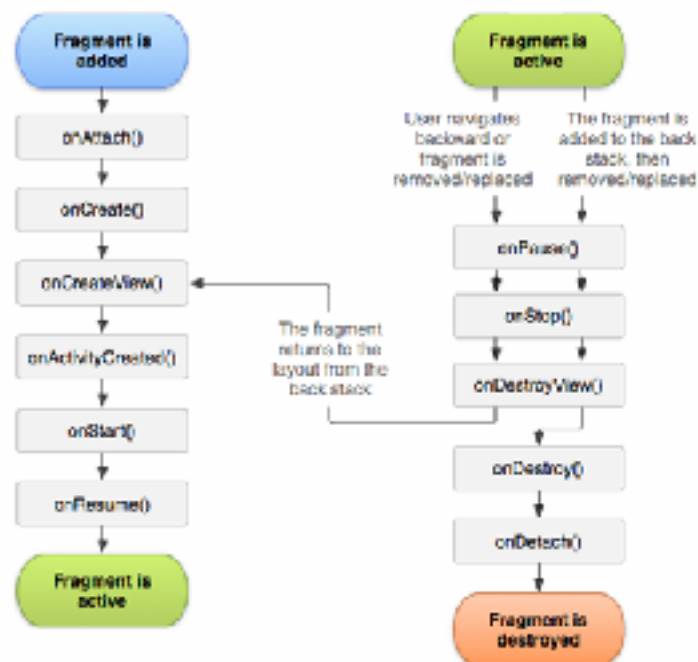 Fragment is
added
onAttach()
onCreate()
onCreateView()
onActivityCreated()
onStart()
onResume()
Fragment is
active
The fragment
returns to the
layout from the
back stack
Fragment is
active
User navigates
backward or
fragment is
removed/replaced
The fragment is
added to the back
stack, then
removed/replaced
onPause()
onStop()
onDestroyView()
onDestroy()
onDetach()
Fragment is
destroyed